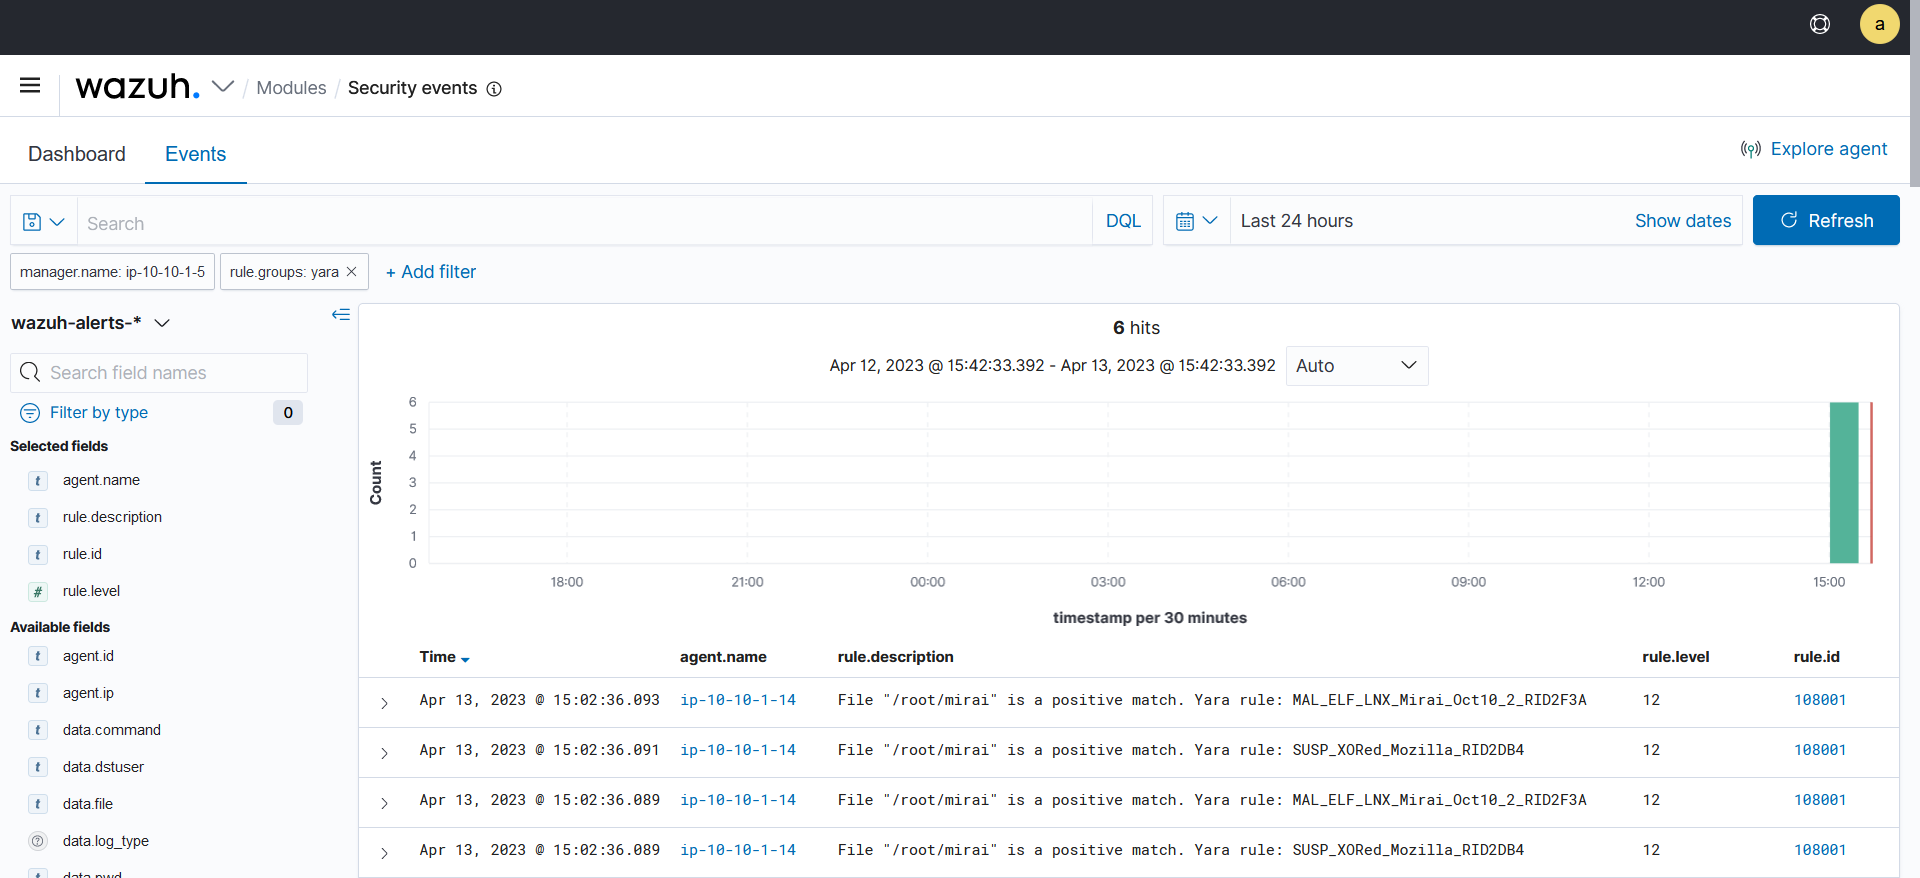 a
wazuh. / Modules / Security events
Dashboard Events Explore agent
Search DQL Last 24 hours Show dates Refresh
manager.name: ip-10-10-1-5 rule.groups: yara + Add filter
wazuh-alerts-*
Search field names
Filter by type 0
Selected fields
t agent.name
t rule.description
t rule.id
# rule.level
Available fields
t agent.id
t agent.ip
t data.command
t data.dstuser
t data.file
data.log_type
t data.pwd
6 hits
Apr 12, 2023 @ 15:42:33.392 - Apr 13, 2023 @ 15:42:33.392 Auto
Count
6
5
4
3
2
1
0
18:00 21:00 00:00 03:00 06:00 09:00 12:00 15:00
timestamp per 30 minutes
Time agent.name rule.description rule.level rule.id
Apr 13, 2023 @ 15:02:36.093 ip-10-10-1-14 File "/root/mirai" is a positive match. Yara rule: MAL_ELF_LNX_Mirai_Oct10_2_RID2F3A 12 108001
Apr 13, 2023 @ 15:02:36.091 ip-10-10-1-14 File "/root/mirai" is a positive match. Yara rule: SUSP_XORed_Mozilla_RID2DB4 12 108001
Apr 13, 2023 @ 15:02:36.089 ip-10-10-1-14 File "/root/mirai" is a positive match. Yara rule: MAL_ELF_LNX_Mirai_Oct10_2_RID2F3A 12 108001
Apr 13, 2023 @ 15:02:36.089 ip-10-10-1-14 File "/root/mirai" is a positive match. Yara rule: SUSP_XORed_Mozilla_RID2DB4 12 108001